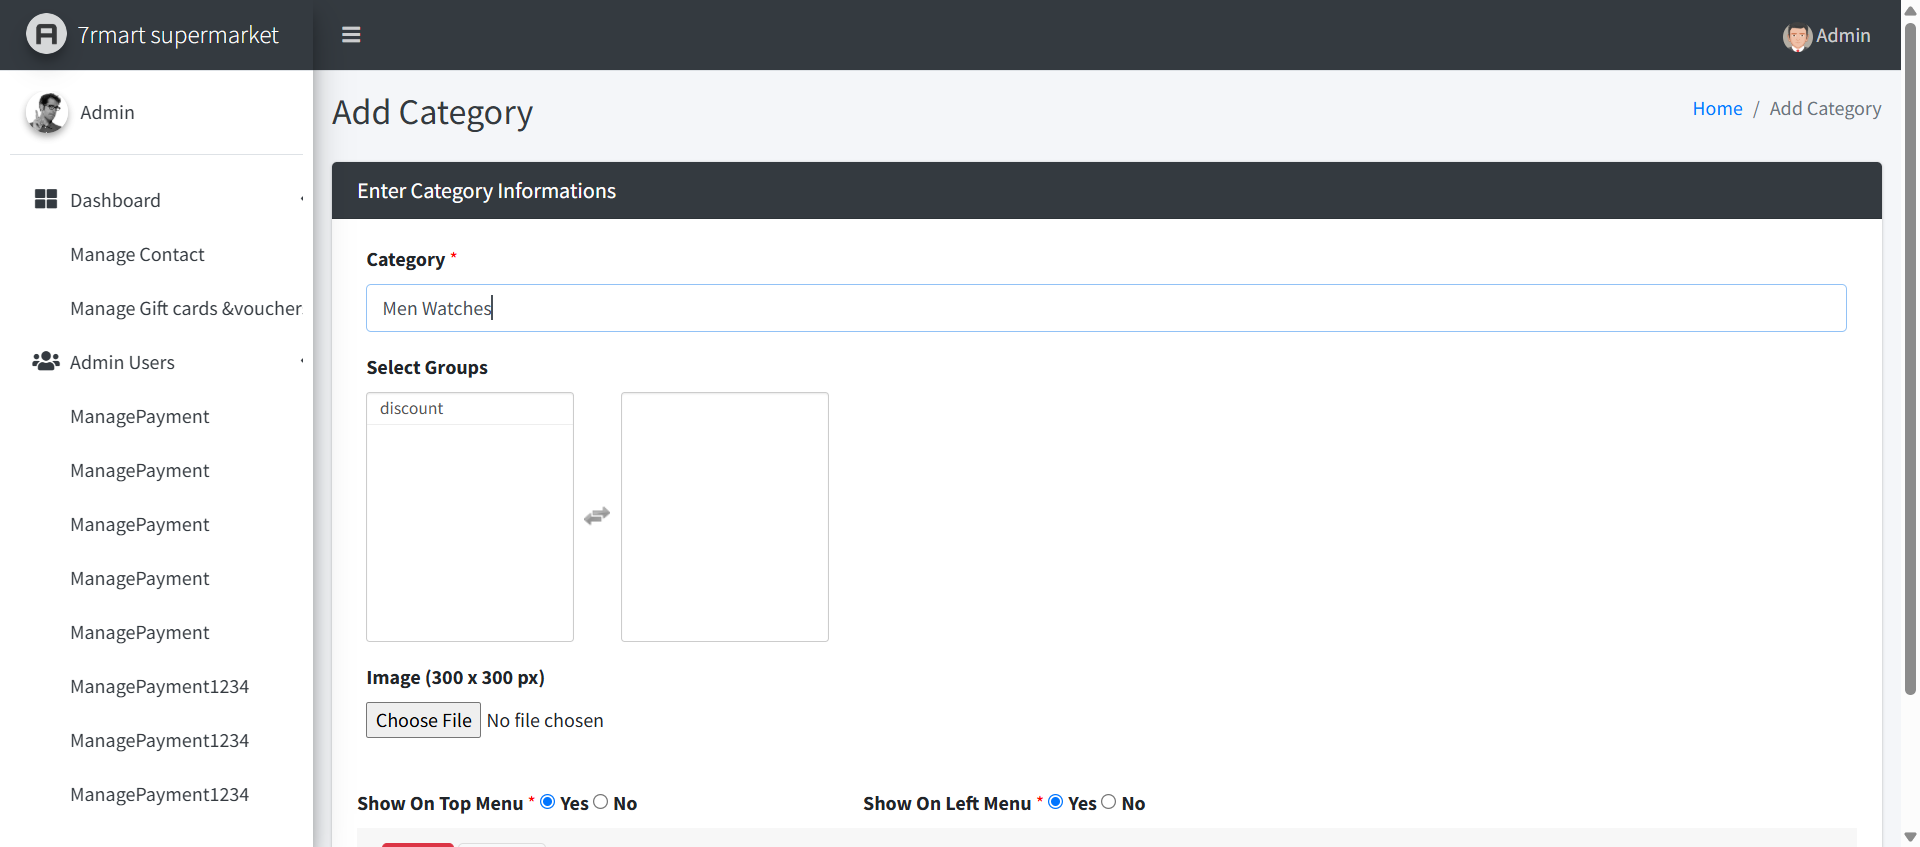 7rmart supermarket
Admin
Admin
Add Category
Home / Add Category
Dashboard
Manage Contact
Manage Gift cards &voucher
Admin Users
ManagePayment
ManagePayment
ManagePayment
ManagePayment
ManagePayment
ManagePayment1234
ManagePayment1234
ManagePayment1234
Enter Category Informations
Category *
Men Watches
Select Groups
discount
Image (300 x 300 px)
Choose File No file chosen
Show On Top Menu * Yes No
Show On Left Menu * Yes No